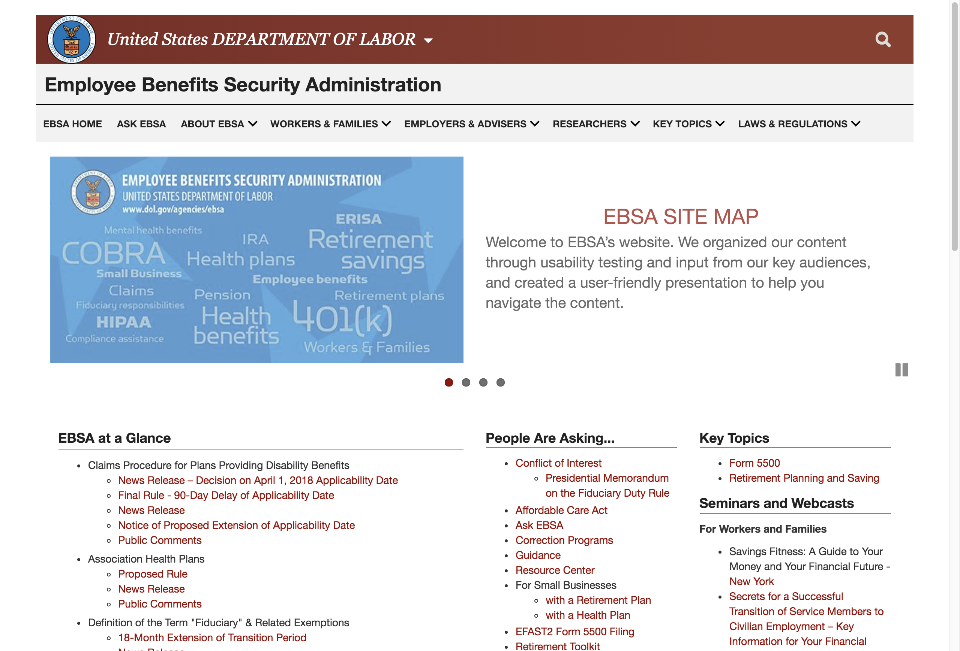 United States DEPARTMENT OF LABOR
Employee Benefits Security Administration
EBSA HOME ASK EBSA ABOUT EBSA WORKERS & FAMILIES EMPLOYERS & ADVISERS RESEARCHERS KEY TOPICS LAWS & REGULATIONS
EMPLOYEE BENEFITS SECURITY ADMINISTRATION
UNITED STATES DEPARTMENT OF LABOR
www.dol.gov/agencies/ebsa
ERISA
Mental health benefits
IRA
Retirement
savings
COBRA
Health plans
Small Business
Employee benefits
Claims
Pension
Retirement plans
Fiduciary responsibilities
HIPAA
Health
benefits
401(k)
Compliance assistance
Workers & Families
EBSA SITE MAP
Welcome to EBSA's website. We organized our content
through usability testing and input from our key audiences,
and created a user-friendly presentation to help you
navigate the content.
EBSA at a Glance
Claims Procedure for Plans Providing Disability Benefits
News Release – Decision on April 1, 2018 Applicability Date
Final Rule - 90-Day Delay of Applicability Date
News Release
Notice of Proposed Extension of Applicability Date
Public Comments
Association Health Plans
Proposed Rule
News Release
Public Comments
Definition of the Term "Fiduciary" & Related Exemptions
18-Month Extension of Transition Period
News Release
People Are Asking...
Conflict of Interest
Presidential Memorandum
on the Fiduciary Duty Rule
Affordable Care Act
Ask EBSA
Correction Programs
Guidance
Resource Center
For Small Businesses
with a Retirement Plan
with a Health Plan
EFAST2 Form 5500 Filing
Retirement Toolkit
Key Topics
Form 5500
Retirement Planning and Saving
Seminars and Webcasts
For Workers and Families
Savings Fitness: A Guide to Your
Money and Your Financial Future -
New York
Secrets for a Successful
Transition of Service Members to
Civilian Employment – Key
Information for Your Financial